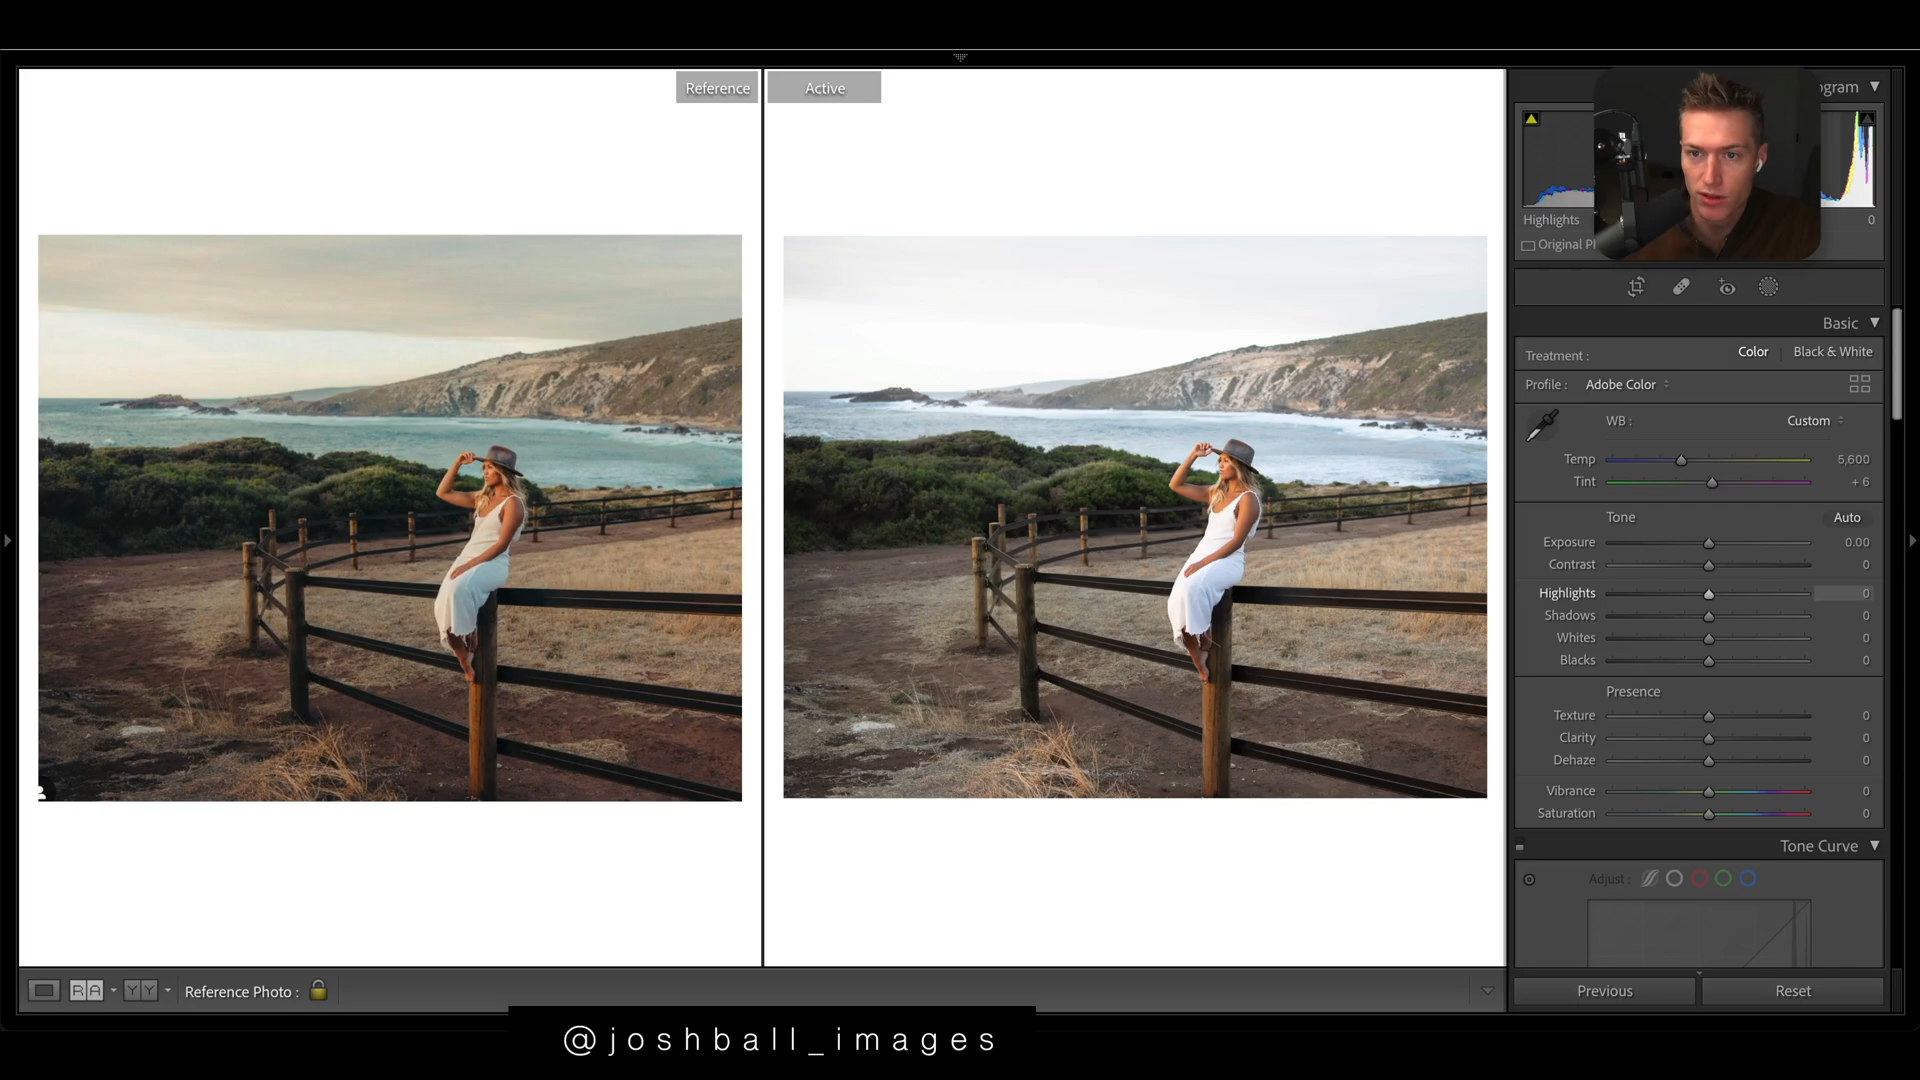 Reference
Active
ogram
Highlights
0
Original P
Basic
Treatment :
Color
Black & White
Profile :
Adobe Color
WB :
Custom
Temp
5,600
Tint
+ 6
Tone
Auto
Exposure
0.00
Contrast
0
Highlights
0
Shadows
0
Whites
0
Blacks
0
Presence
Texture
0
Clarity
0
Dehaze
0
Vibrance
0
Saturation
0
Tone Curve
Adjust :
R A
Y Y
Reference Photo :
Previous
Reset
@joshball_images